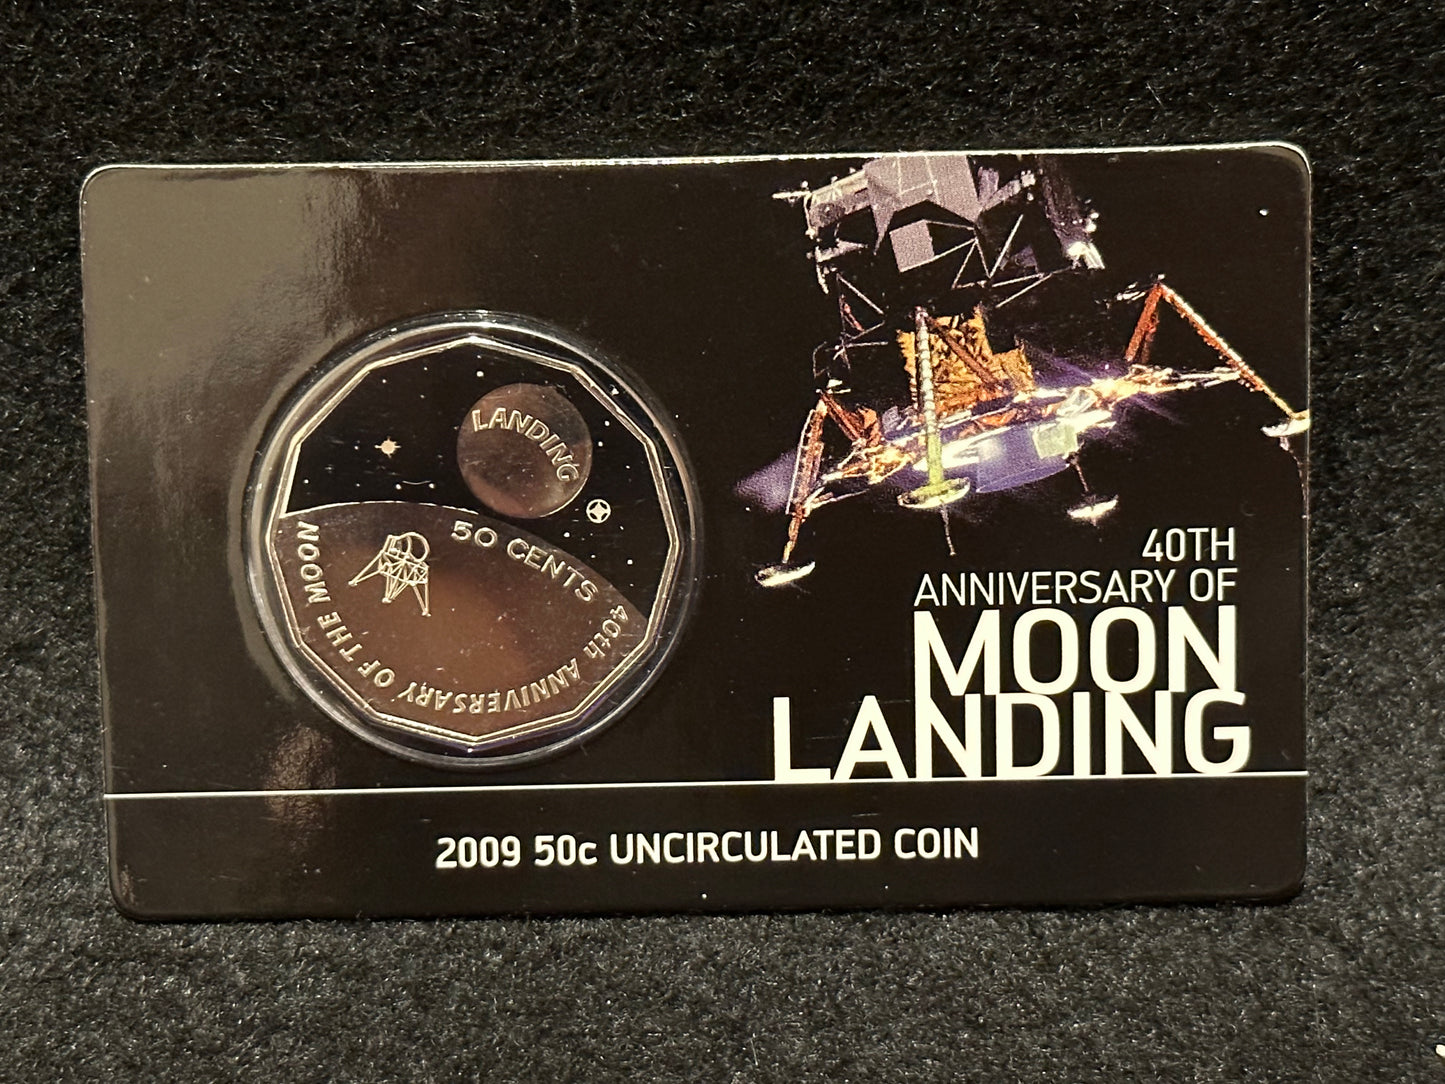 LANDING
50 CENTS
40th ANNIVERSARY OF THE MOON
40TH
ANNIVERSARY OF
MOON
LANDING
2009 50c UNCIRCULATED COIN